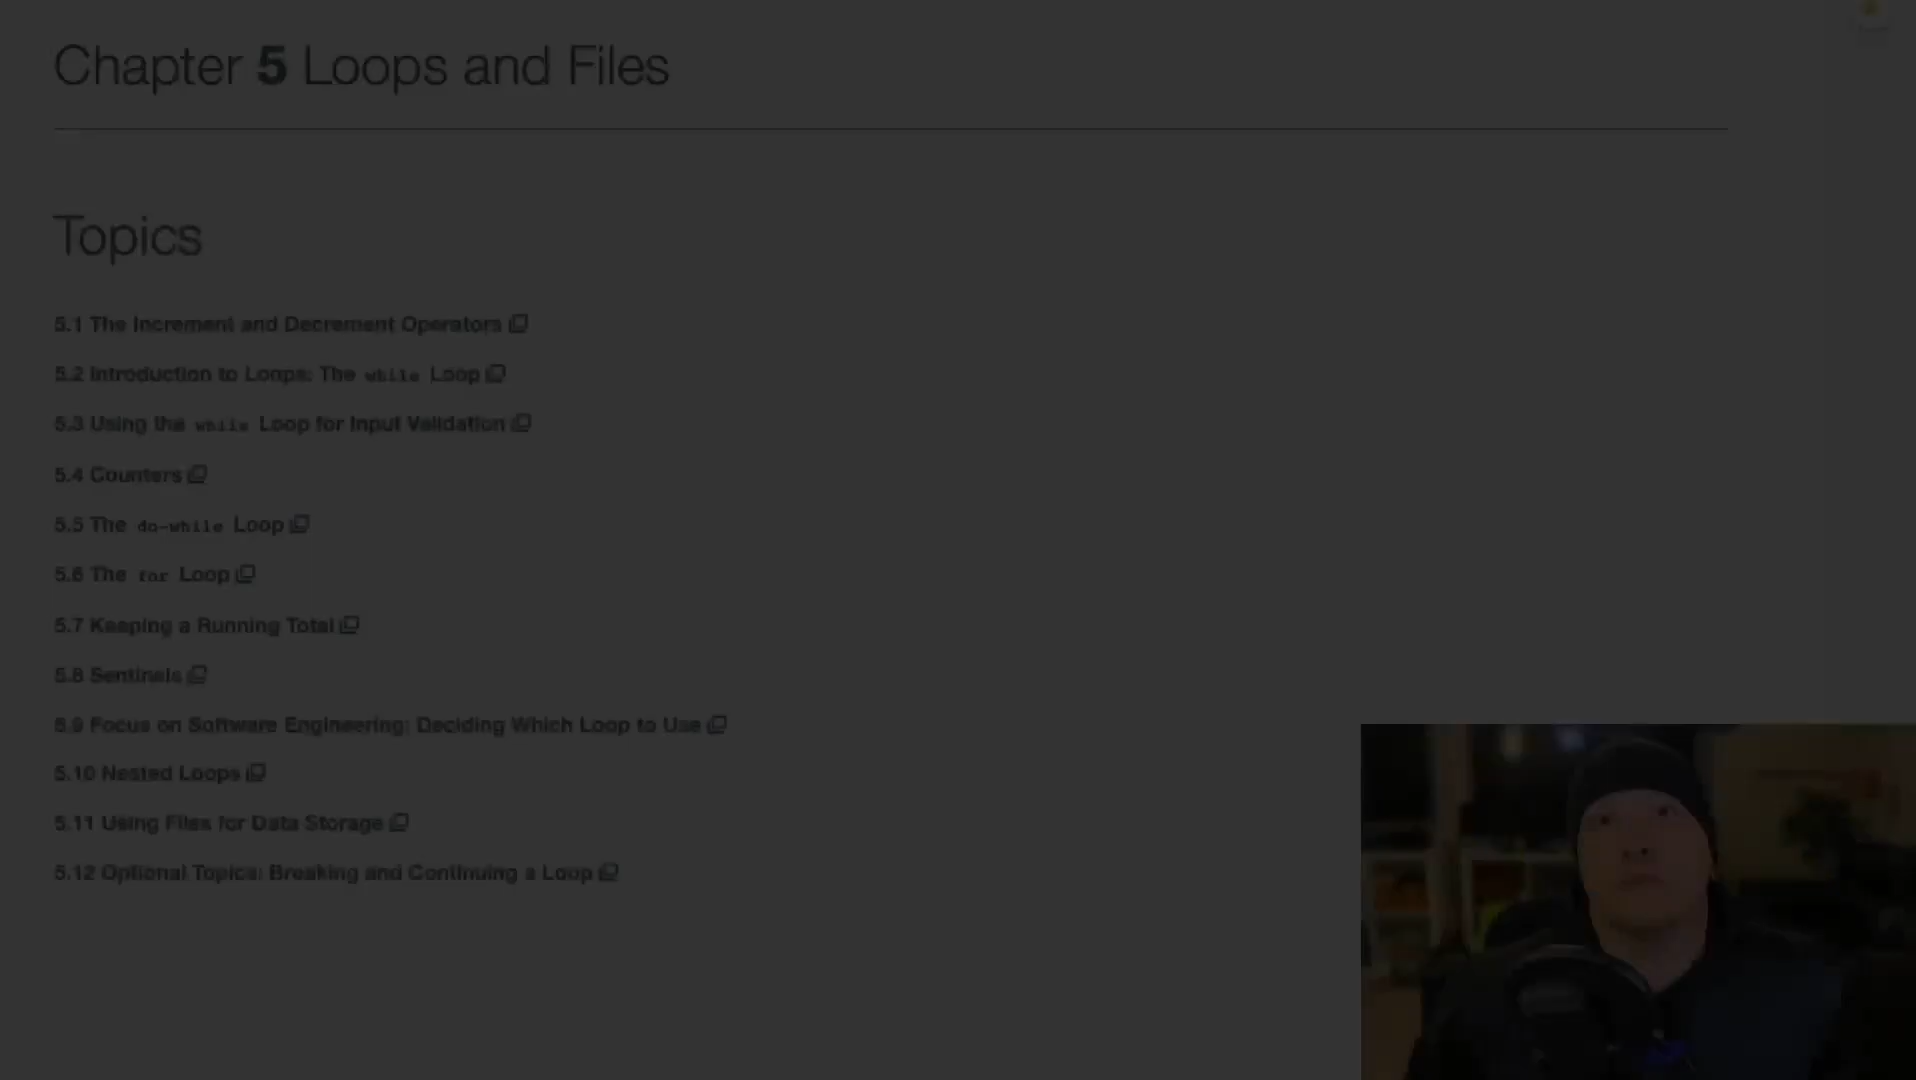 Chapter 5 Loops and Files
Topics
5.1 The Increment and Decrement Operators
5.2 Introduction to Loops: The while Loop
5.3 Using the while Loop for Input Validation
5.4 Counters
5.5 The do-while Loop
5.6 The for Loop
5.7 Keeping a Running Total
5.8 Sentinels
5.9 Focus on Software Engineering: Deciding Which Loop to Use
5.10 Nested Loops
5.11 Using Files for Data Storage
5.12 Optional Topics: Breaking and Continuing a Loop